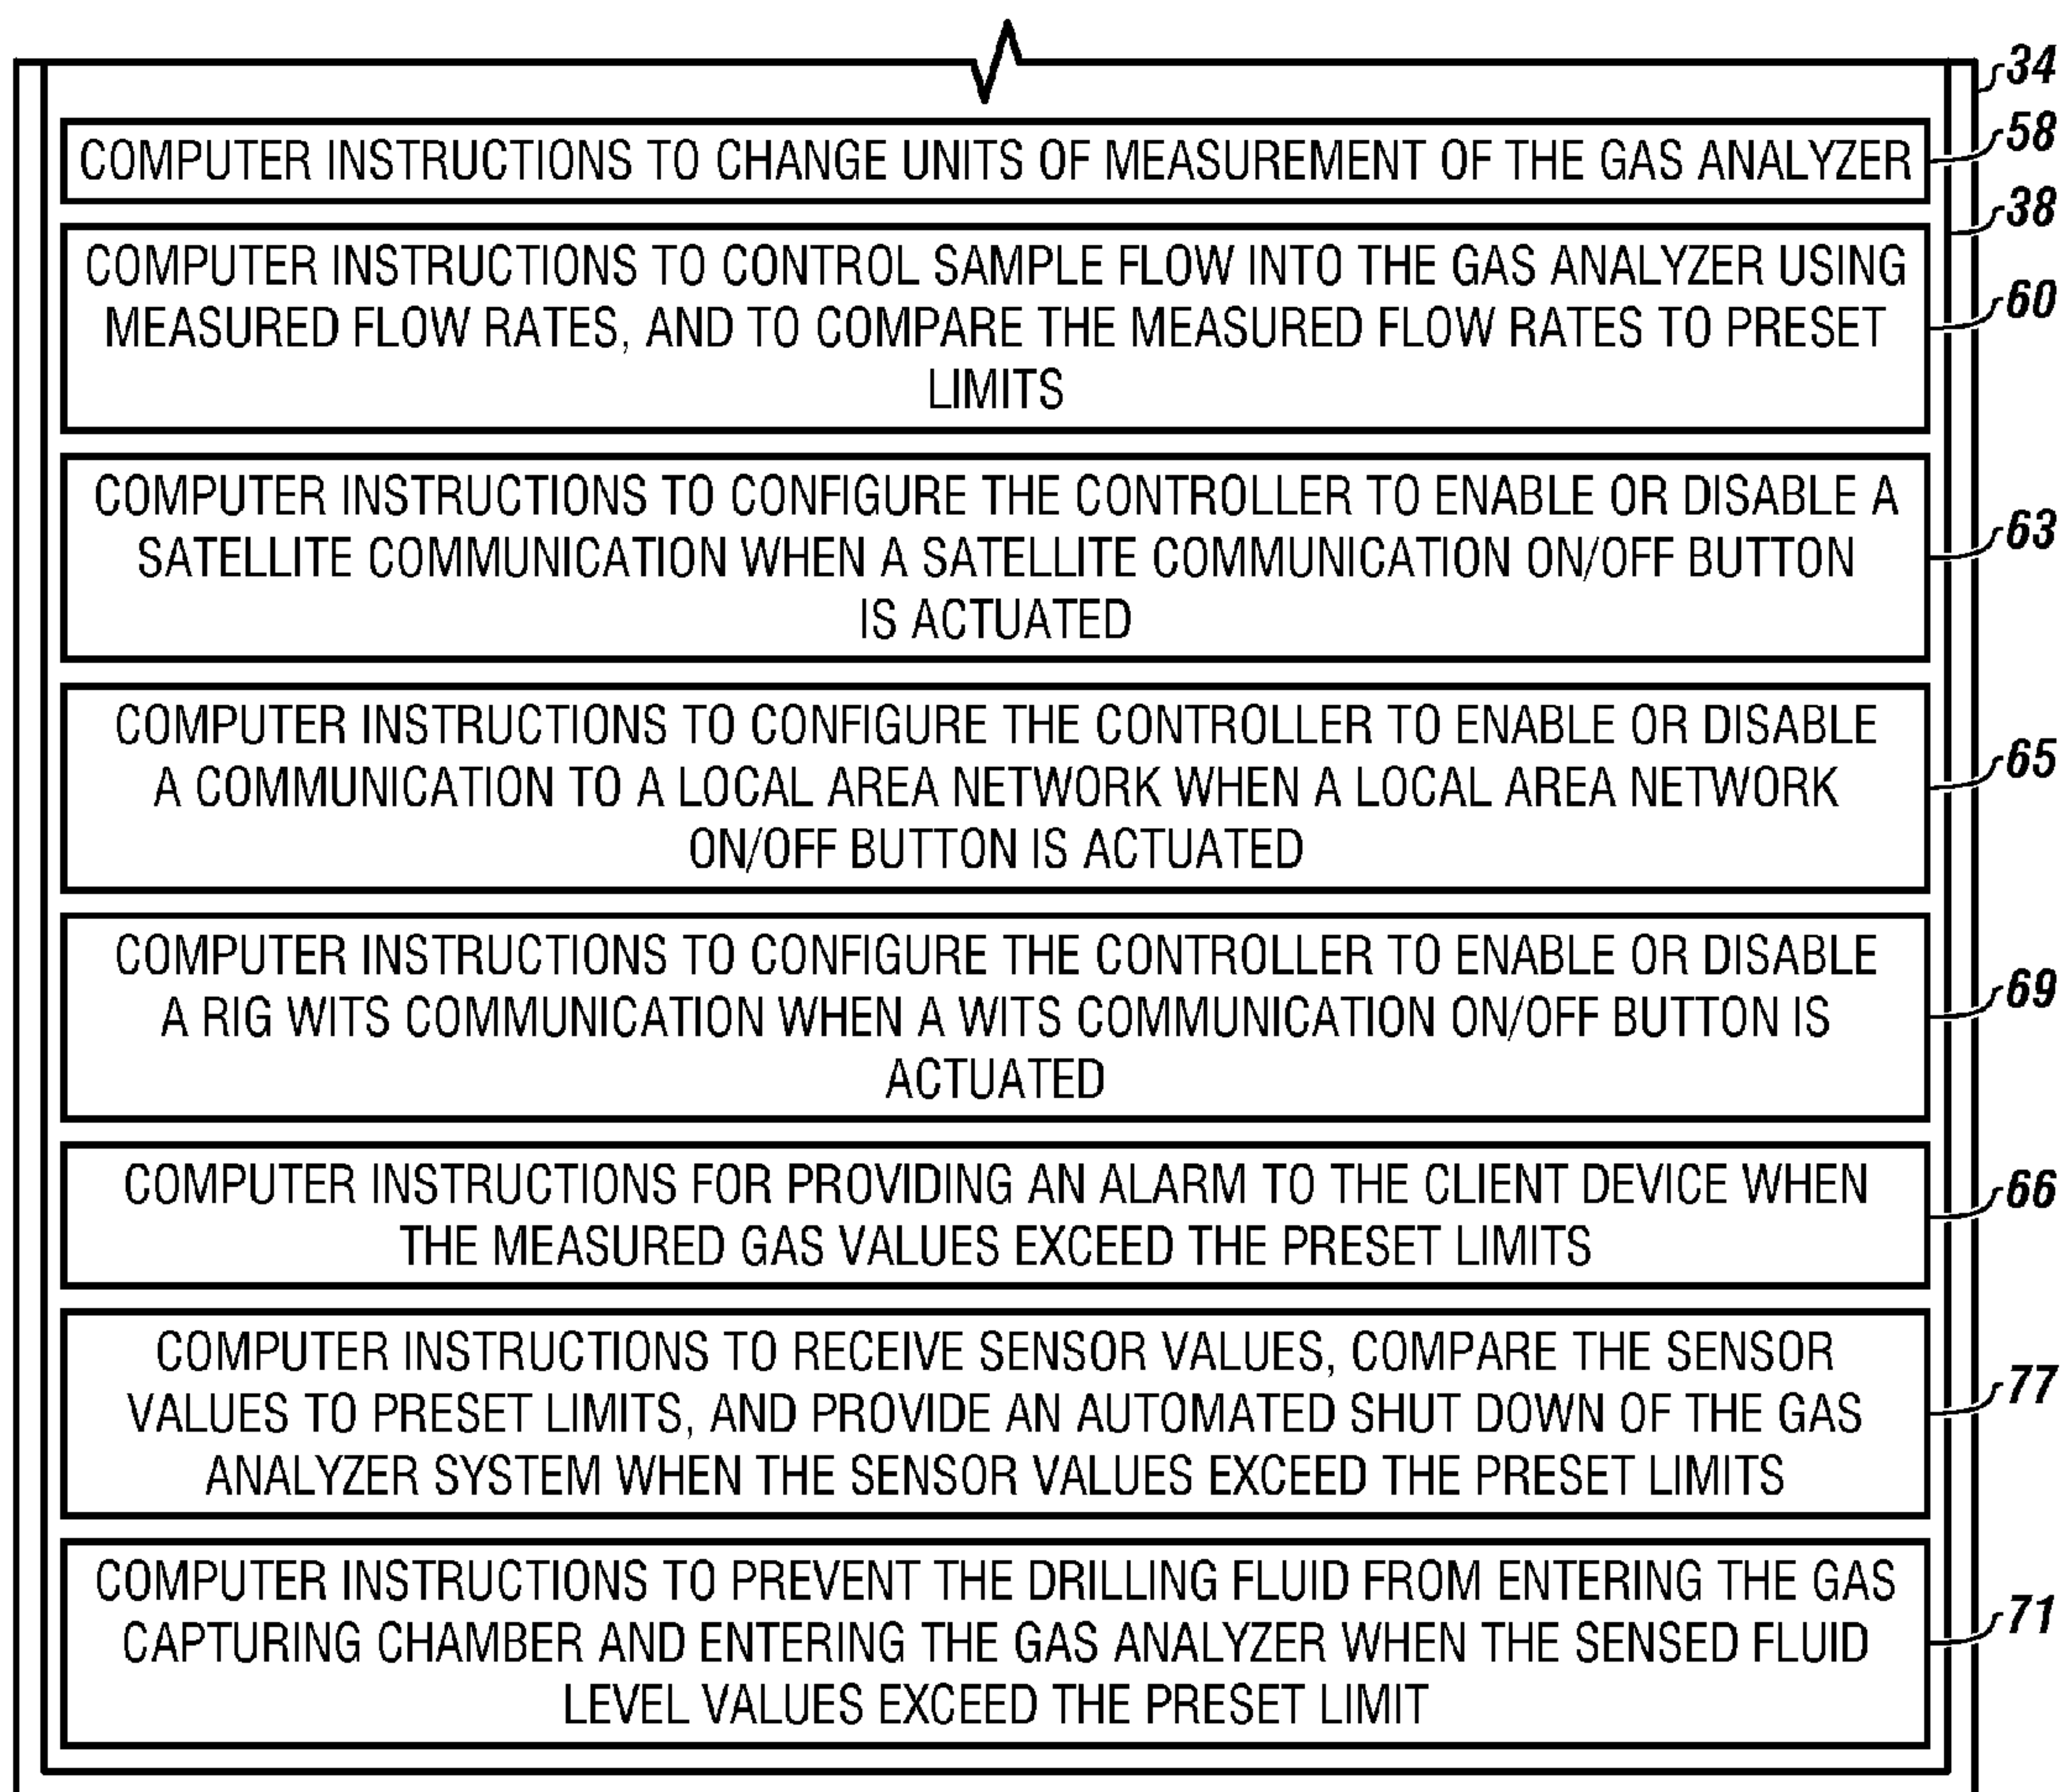 34
COMPUTER INSTRUCTIONS TO CHANGE UNITS OF MEASUREMENT OF THE GAS ANALYZER
58
38
COMPUTER INSTRUCTIONS TO CONTROL SAMPLE FLOW INTO THE GAS ANALYZER USING
MEASURED FLOW RATES, AND TO COMPARE THE MEASURED FLOW RATES TO PRESET
LIMITS
60
COMPUTER INSTRUCTIONS TO CONFIGURE THE CONTROLLER TO ENABLE OR DISABLE A
SATELLITE COMMUNICATION WHEN A SATELLITE COMMUNICATION ON/OFF BUTTON
IS ACTUATED
63
COMPUTER INSTRUCTIONS TO CONFIGURE THE CONTROLLER TO ENABLE OR DISABLE
A COMMUNICATION TO A LOCAL AREA NETWORK WHEN A LOCAL AREA NETWORK
ON/OFF BUTTON IS ACTUATED
65
COMPUTER INSTRUCTIONS TO CONFIGURE THE CONTROLLER TO ENABLE OR DISABLE
A RIG WITS COMMUNICATION WHEN A WITS COMMUNICATION ON/OFF BUTTON IS
ACTUATED
69
COMPUTER INSTRUCTIONS FOR PROVIDING AN ALARM TO THE CLIENT DEVICE WHEN
THE MEASURED GAS VALUES EXCEED THE PRESET LIMITS
66
COMPUTER INSTRUCTIONS TO RECEIVE SENSOR VALUES, COMPARE THE SENSOR
VALUES TO PRESET LIMITS, AND PROVIDE AN AUTOMATED SHUT DOWN OF THE GAS
ANALYZER SYSTEM WHEN THE SENSOR VALUES EXCEED THE PRESET LIMITS
77
COMPUTER INSTRUCTIONS TO PREVENT THE DRILLING FLUID FROM ENTERING THE GAS
CAPTURING CHAMBER AND ENTERING THE GAS ANALYZER WHEN THE SENSED FLUID
LEVEL VALUES EXCEED THE PRESET LIMIT
71